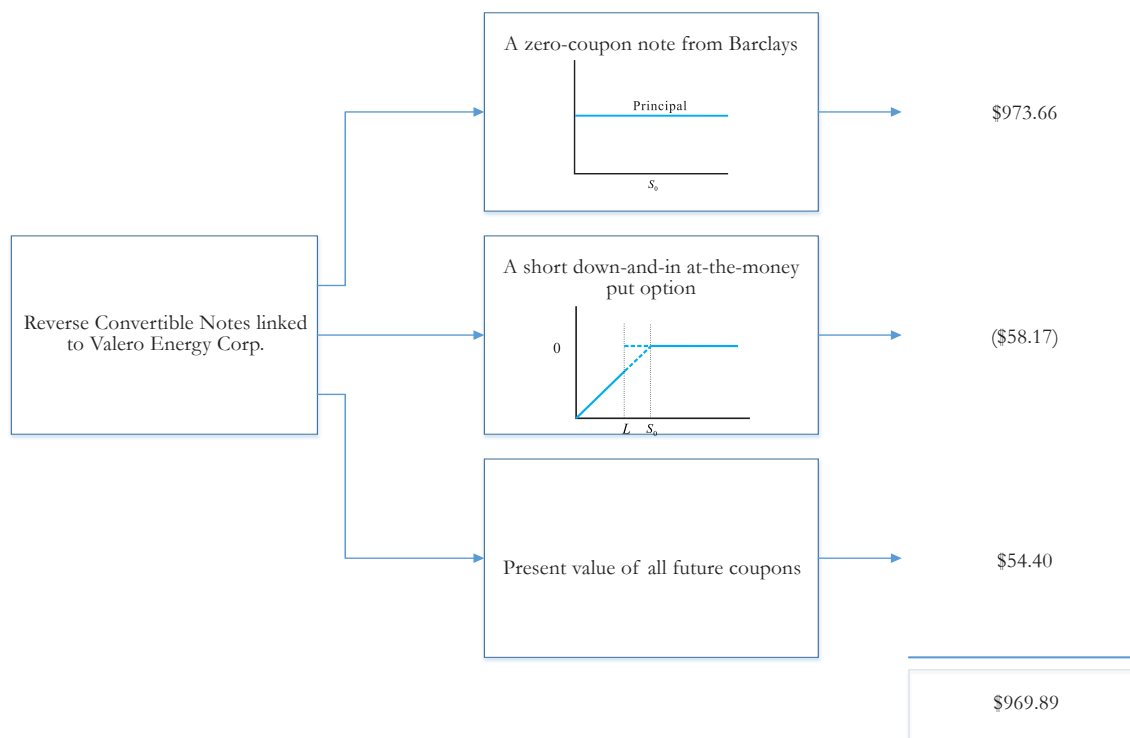 A zero-coupon note from Barclays
Principal
S₀
$973.66
Reverse Convertible Notes linked
to Valero Energy Corp.
A short down-and-in at-the-money
put option
0
L S₀
($58.17)
Present value of all future coupons
$54.40
$969.89